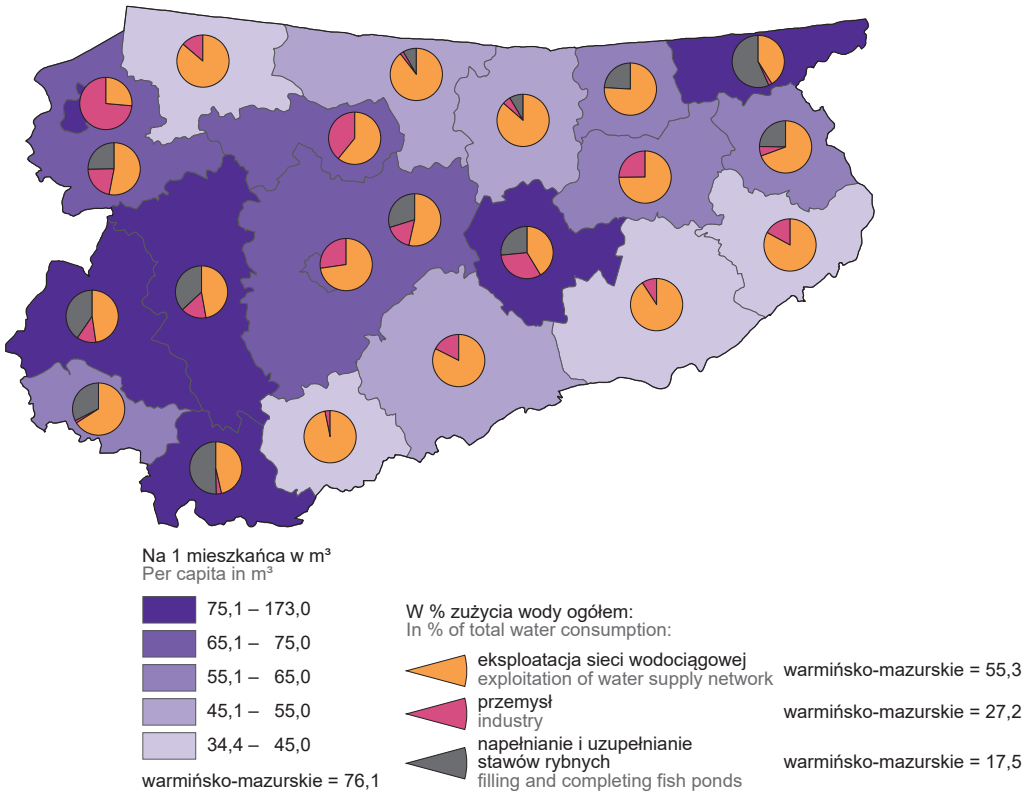 Na 1 mieszkańca w m³
Per capita in m³
75,1 – 173,0
65,1 – 75,0
55,1 – 65,0
45,1 – 55,0
34,4 – 45,0
warmińsko-mazurskie = 76,1
W % zużycia wody ogółem:
In % of total water consumption:
eksploatacja sieci wodociągowej
exploitation of water supply network
warmińsko-mazurskie = 55,3
przemysł
industry
warmińsko-mazurskie = 27,2
napełnianie i uzupełnianie
stawów rybnych
filling and completing fish ponds
warmińsko-mazurskie = 17,5